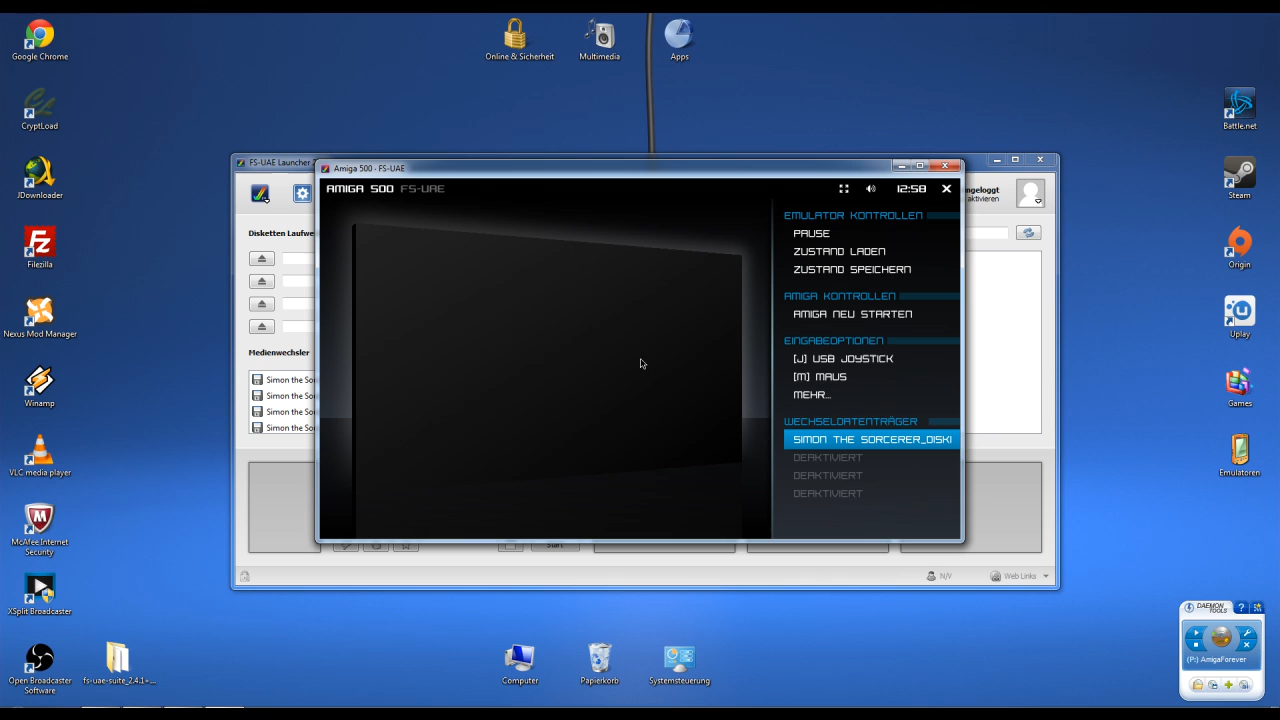 Google Chrome
Online & Sicherheit
Multimedia
Apps
CryptLoad
Battle.net
JDownloader
Steam
Filezilla
Origin
Nexus Mod Manager
Uplay
Winamp
Games
VLC media player
Emulatoren
McAfee Internet
Security
XSplit Broadcaster
Open Broadcaster
Software
fs-uae-suite_2.4.1+...
Computer
Papierkorb
Systemsteuerung
DAEMON
TOOLS
(P:) AmigaForever
FS-UAE Launcher 2
ngeloggt
aktivieren
Disketten Laufwe
Medienwechsler
Simon the So
Simon the So
Simon the So
Simon the So
Start
N/V
Web Links
Amiga 500 - FS-UAE
AMIGA 500 FS-UAE
12:58
EMULATOR KONTROLLEN
PAUSE
ZUSTAND LADEN
ZUSTAND SPEICHERN
AMIGA KONTROLLEN
AMIGA NEU STARTEN
EINGABEOPTIONEN
[J] USB JOYSTICK
[M] MAUS
MEHR...
WECHSELDATENTRÄGER
SIMON THE SORCERER_DISK1
DEAKTIVIERT
DEAKTIVIERT
DEAKTIVIERT